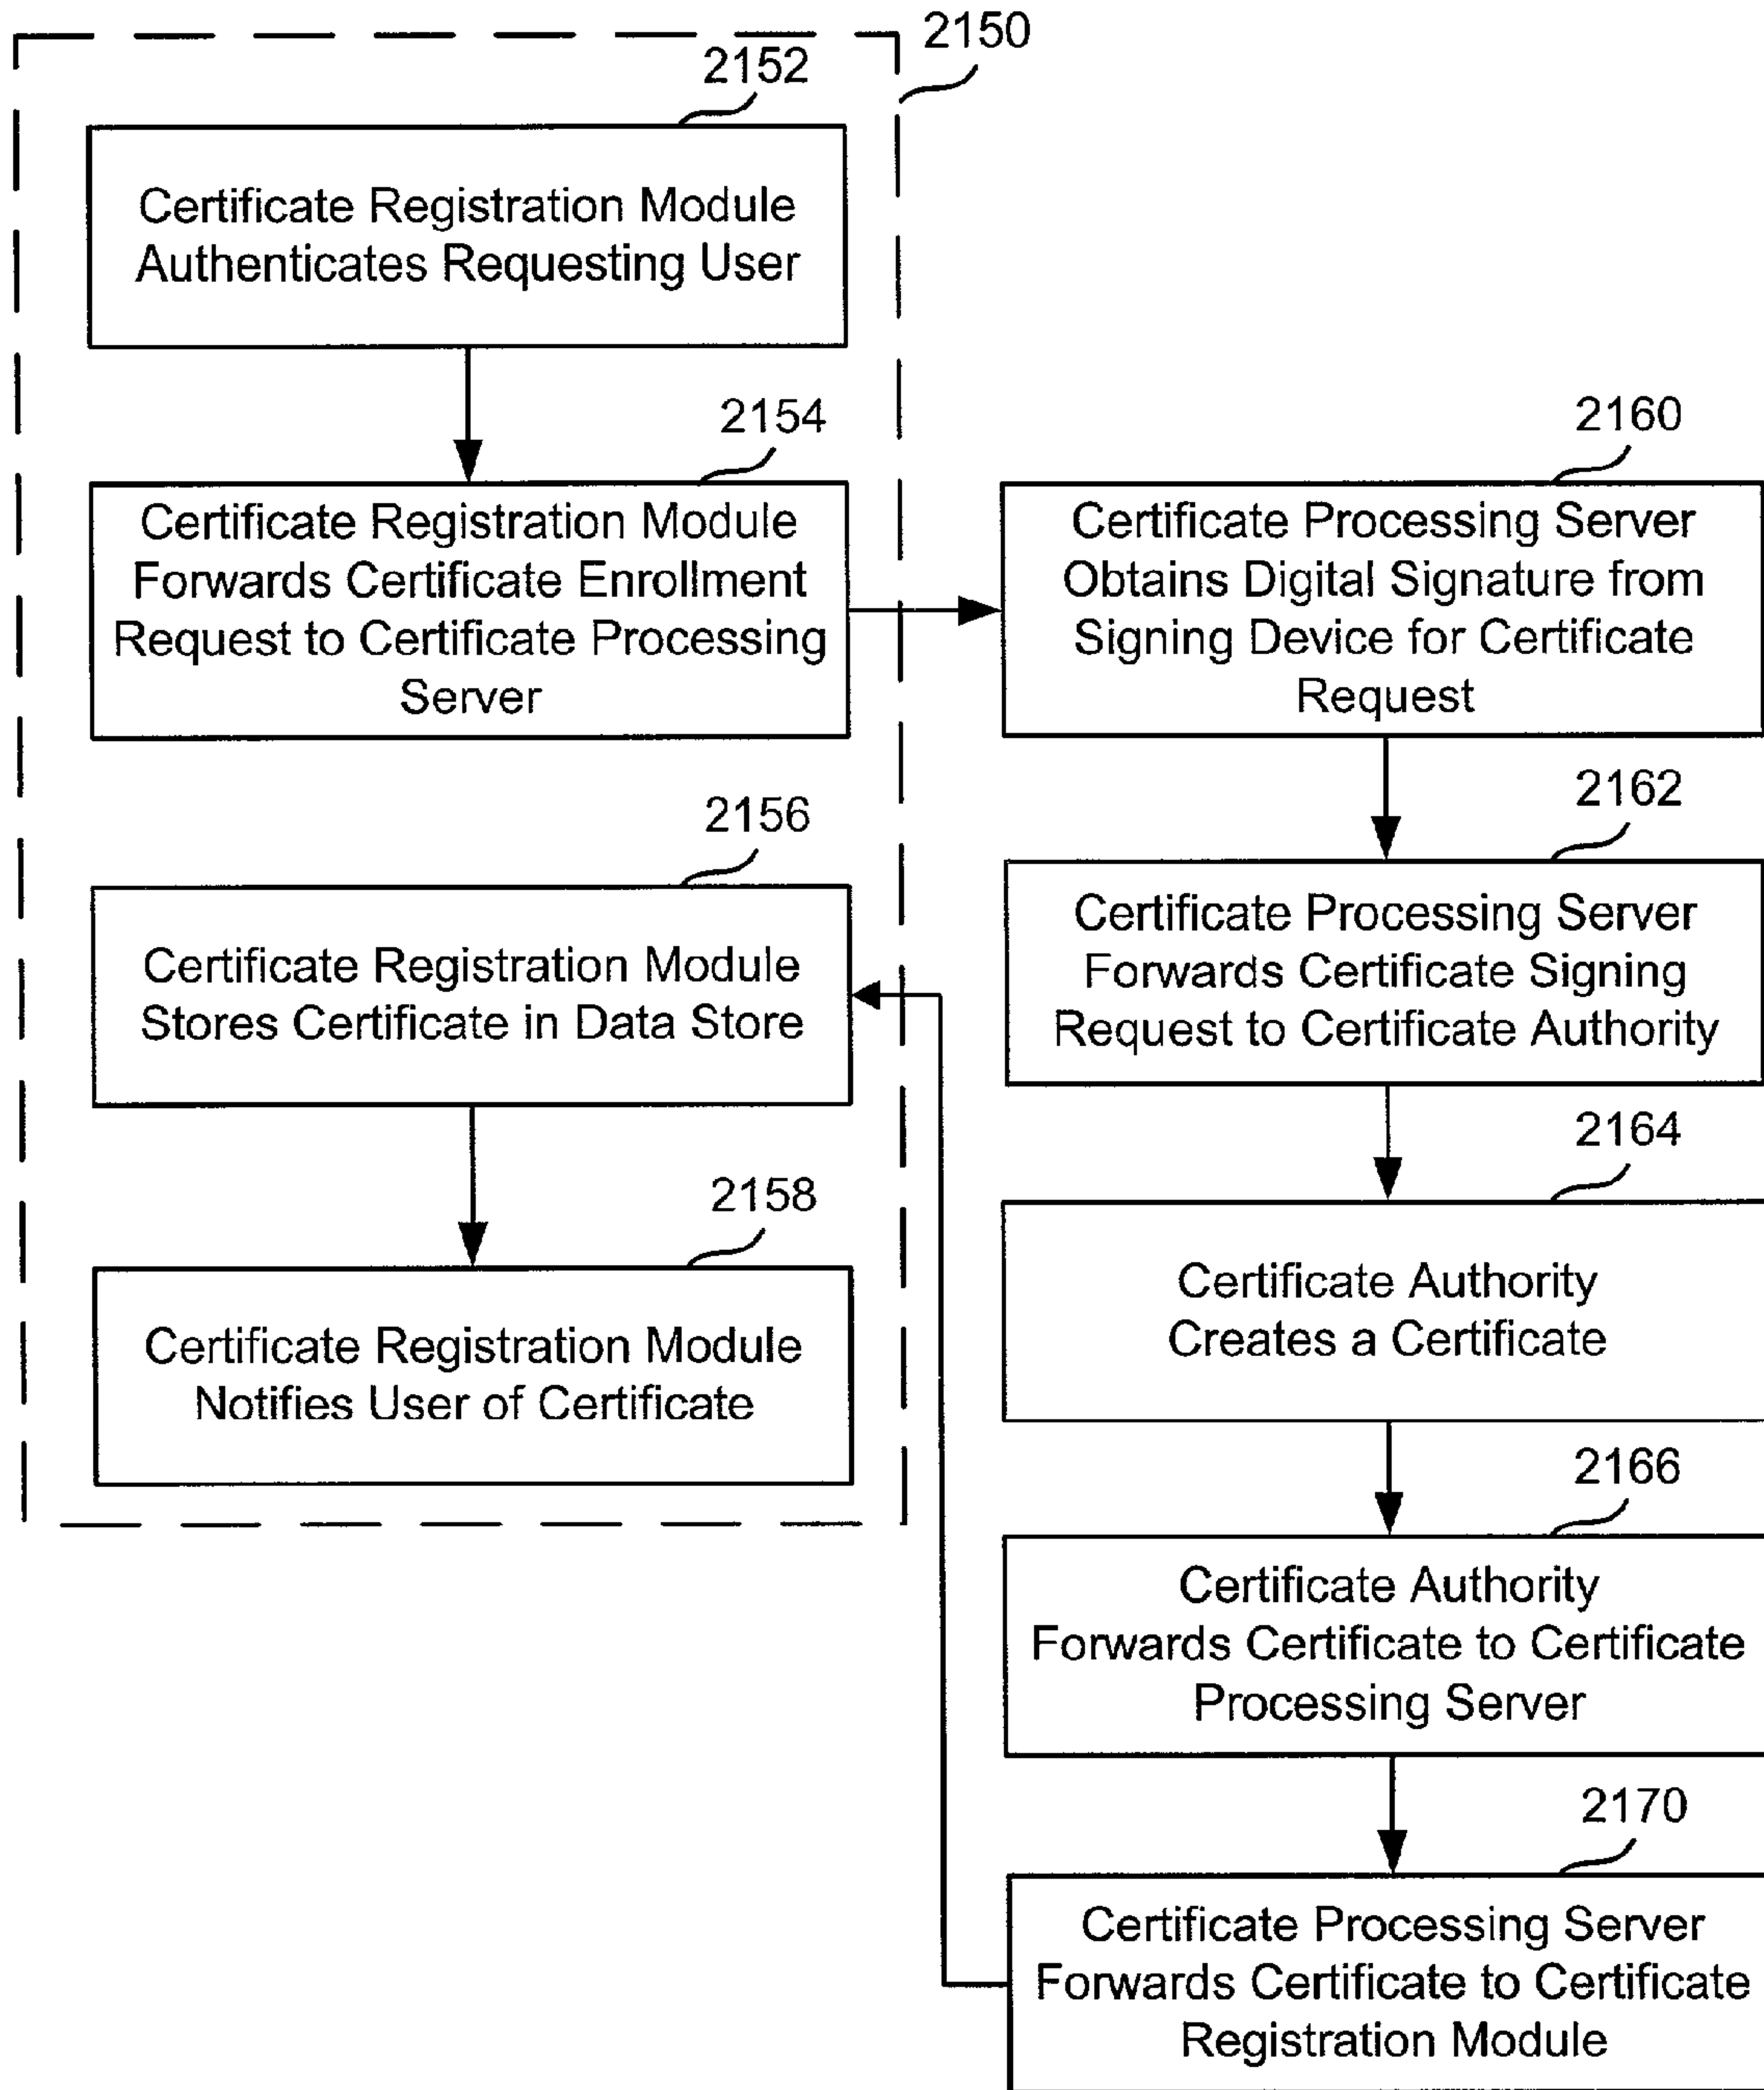 2150
2152
Certificate Registration Module
Authenticates Requesting User
2154
Certificate Registration Module
Forwards Certificate Enrollment
Request to Certificate Processing
Server
2156
Certificate Registration Module
Stores Certificate in Data Store
2158
Certificate Registration Module
Notifies User of Certificate
2160
Certificate Processing Server
Obtains Digital Signature from
Signing Device for Certificate
Request
2162
Certificate Processing Server
Forwards Certificate Signing
Request to Certificate Authority
2164
Certificate Authority
Creates a Certificate
2166
Certificate Authority
Forwards Certificate to Certificate
Processing Server
2170
Certificate Processing Server
Forwards Certificate to Certificate
Registration Module